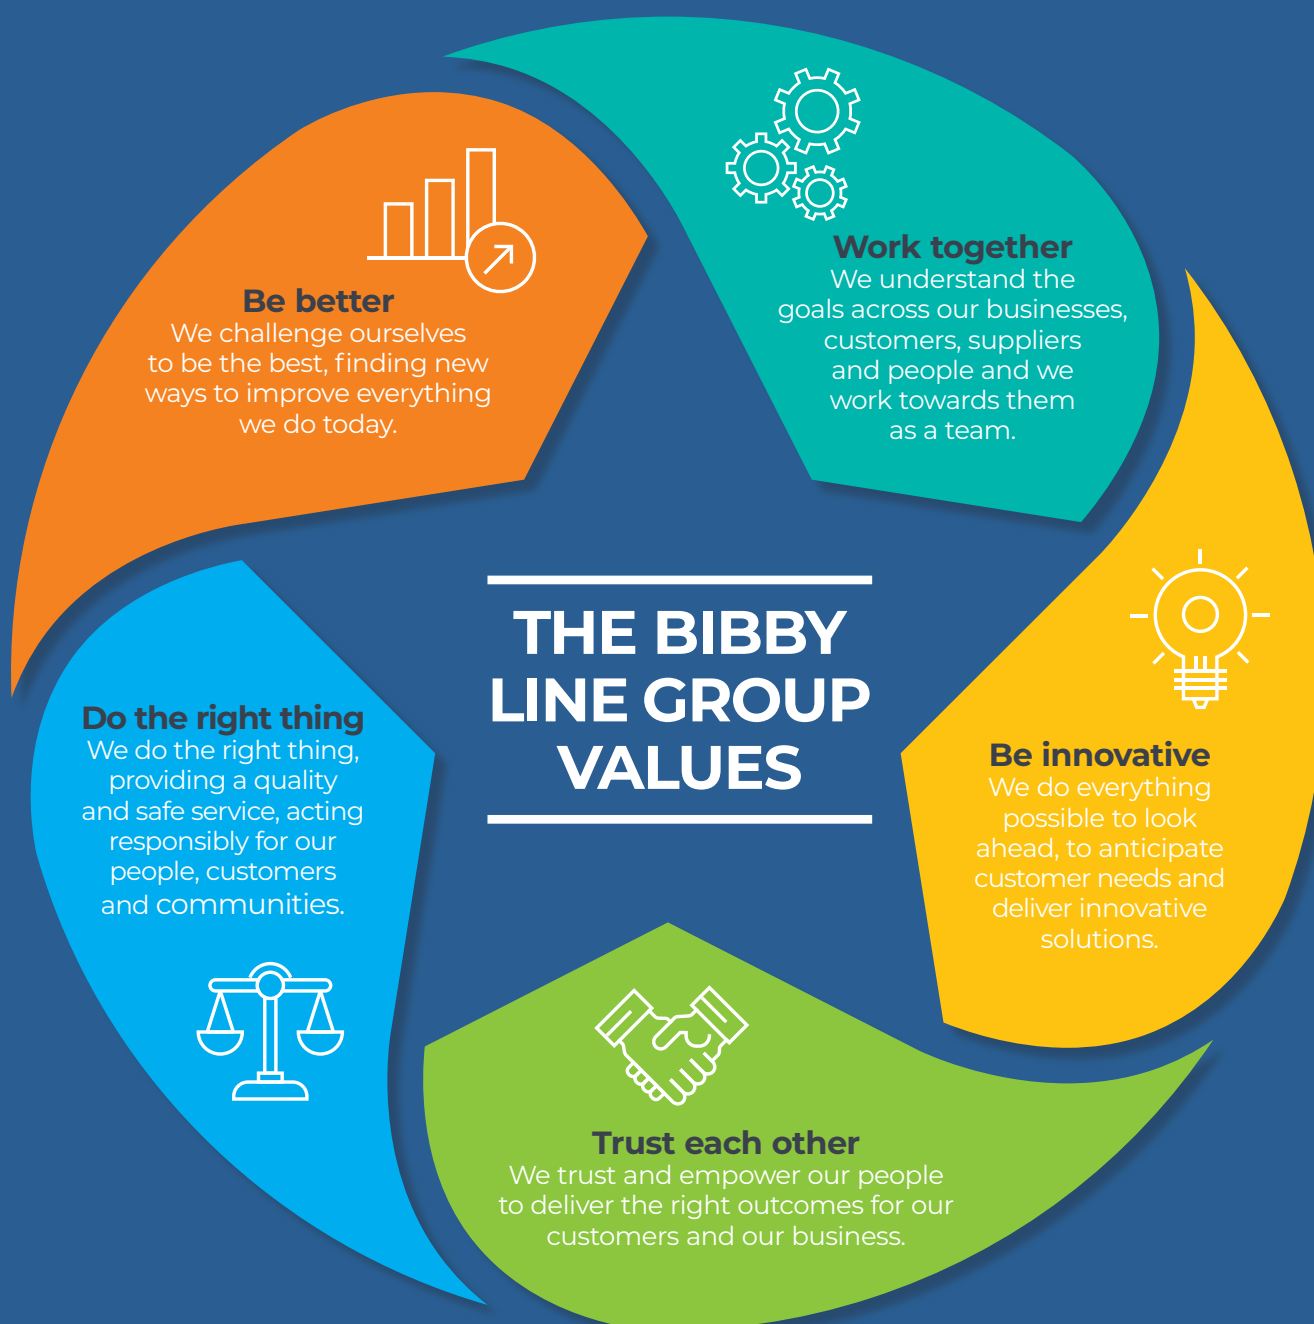 Work together
We understand the
goals across our businesses,
customers, suppliers
and people and we
work towards them
as a team.
Be better
We challenge ourselves
to be the best, finding new
ways to improve everything
we do today.
THE BIBBY
LINE GROUP
VALUES
Do the right thing
We do the right thing,
providing a quality
and safe service, acting
responsibly for our
people, customers
and communities.
Be innovative
We do everything
possible to look
ahead, to anticipate
customer needs and
deliver innovative
solutions.
Trust each other
We trust and empower our people
to deliver the right outcomes for our
customers and our business.